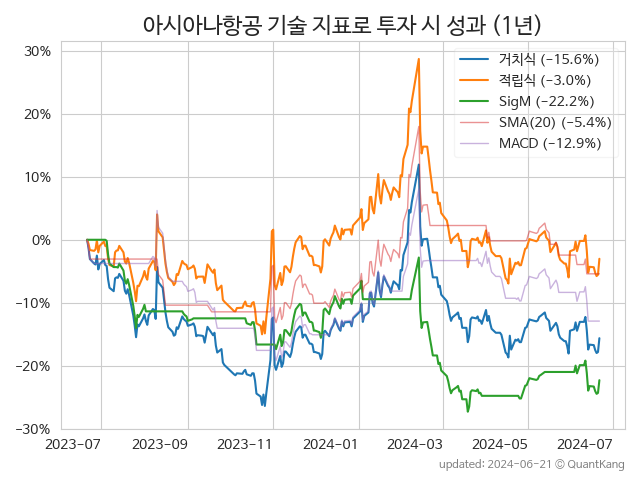 아시아나항공 기술 지표로 투자 시 성과 (1년)
30%
20%
10%
0%
−10%
−20%
−30%
거치식 (−15.6%)
적립식 (−3.0%)
SigM (−22.2%)
SMA(20) (−5.4%)
MACD (−12.9%)
2023-07
2023-09
2023-11
2024-01
2024-03
2024-05
2024-07
updated: 2024-06-21 © QuantKang